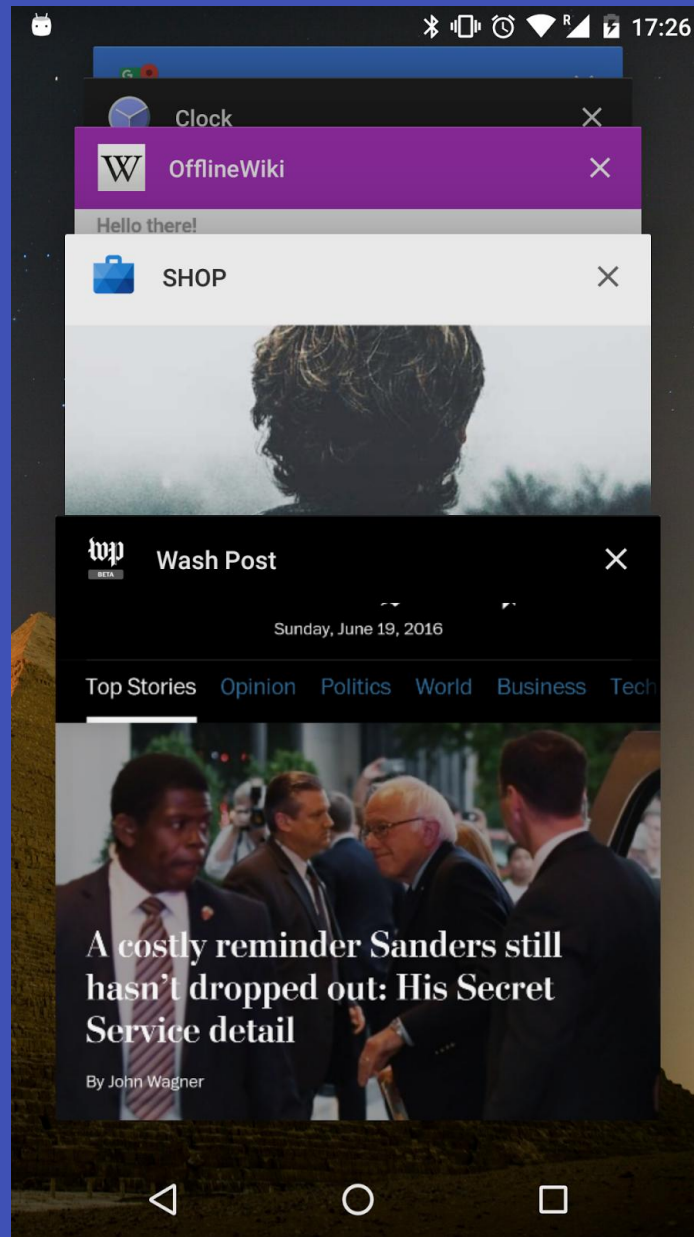 R 17:26
G
Clock
W OfflineWiki
Hello there!
SHOP
wp
BETA
Wash Post
Sunday, June 19, 2016
Top Stories Opinion Politics World Business Tech
A costly reminder Sanders still
hasn't dropped out: His Secret
Service detail
By John Wagner